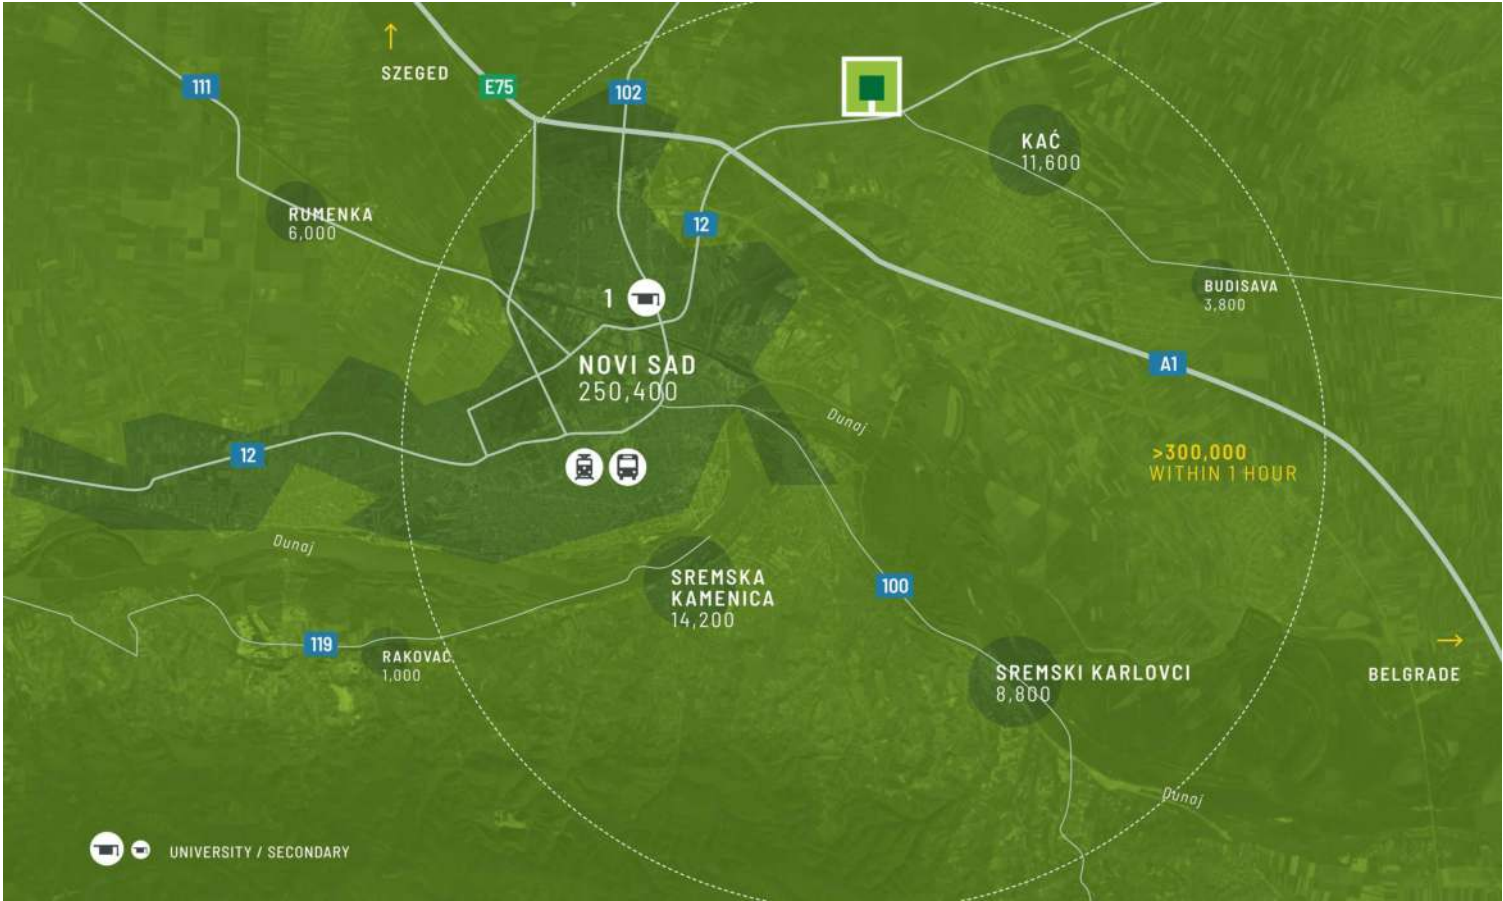 SZEGED
111
E75
102
KAĆ
11,600
RUMENKA
6,000
12
BUDISAVA
3,800
1
NOVI SAD
250,400
A1
Dunaj
12
>300,000
WITHIN 1 HOUR
Dunaj
SREMSKA
KAMENICA
14,200
100
119
RAKOVAC
1,000
SREMSKI KARLOVCI
8,800
BELGRADE
Dunaj
UNIVERSITY / SECONDARY